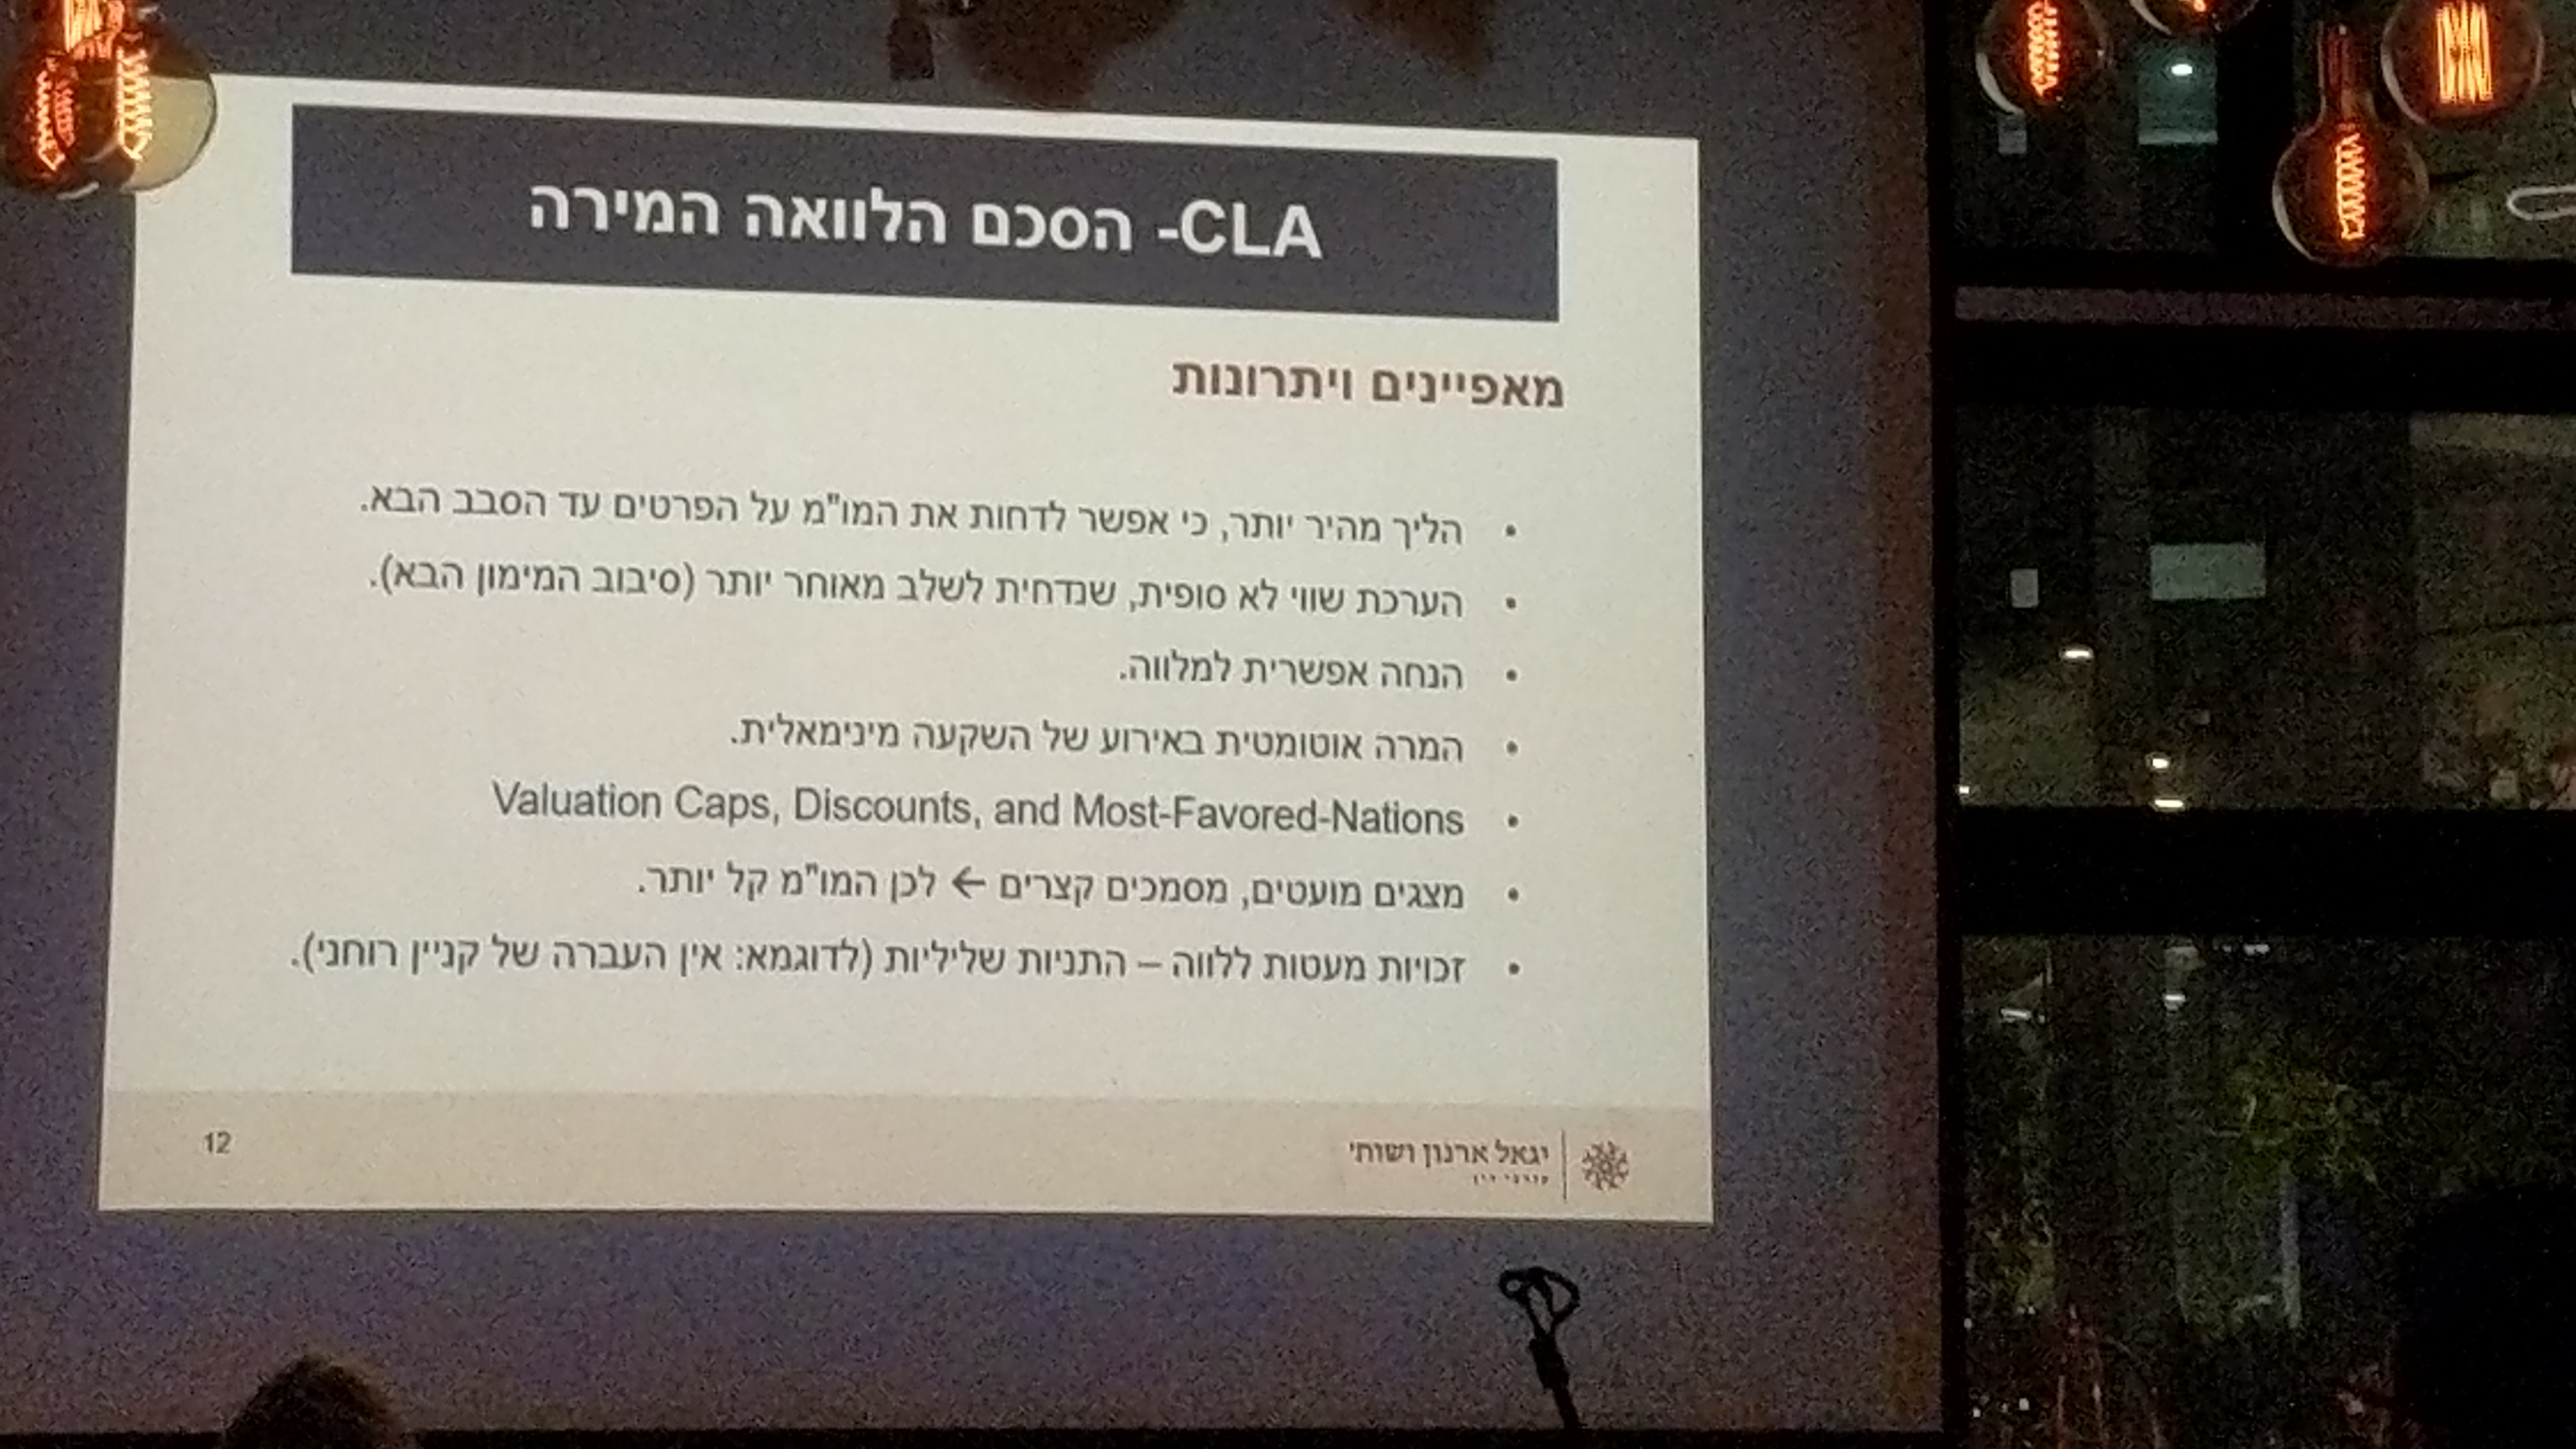 CLA- הסכם הלוואה המירה
מאפיינים ויתרונות
• הליך מהיר יותר, כי אפשר לדחות את המו"מ על הפרטים עד הסבב הבא.
• הערכת שווי לא סופית, שנדחית לשלב מאוחר יותר (סיבוב המימון הבא).
• הנחה אפשרית למלווה.
• המרה אוטומטית באירוע של השקעה מינימאלית.
• Valuation Caps, Discounts, and Most-Favored-Nations
• מצגים מועטים, מסמכים קצרים ← לכן המו"מ קל יותר.
• זכויות מעטות ללווה – התניות שליליות (לדוגמא: אין העברה של קניין רוחני).
יגאל ארנון ושות'
עורכי דין
12